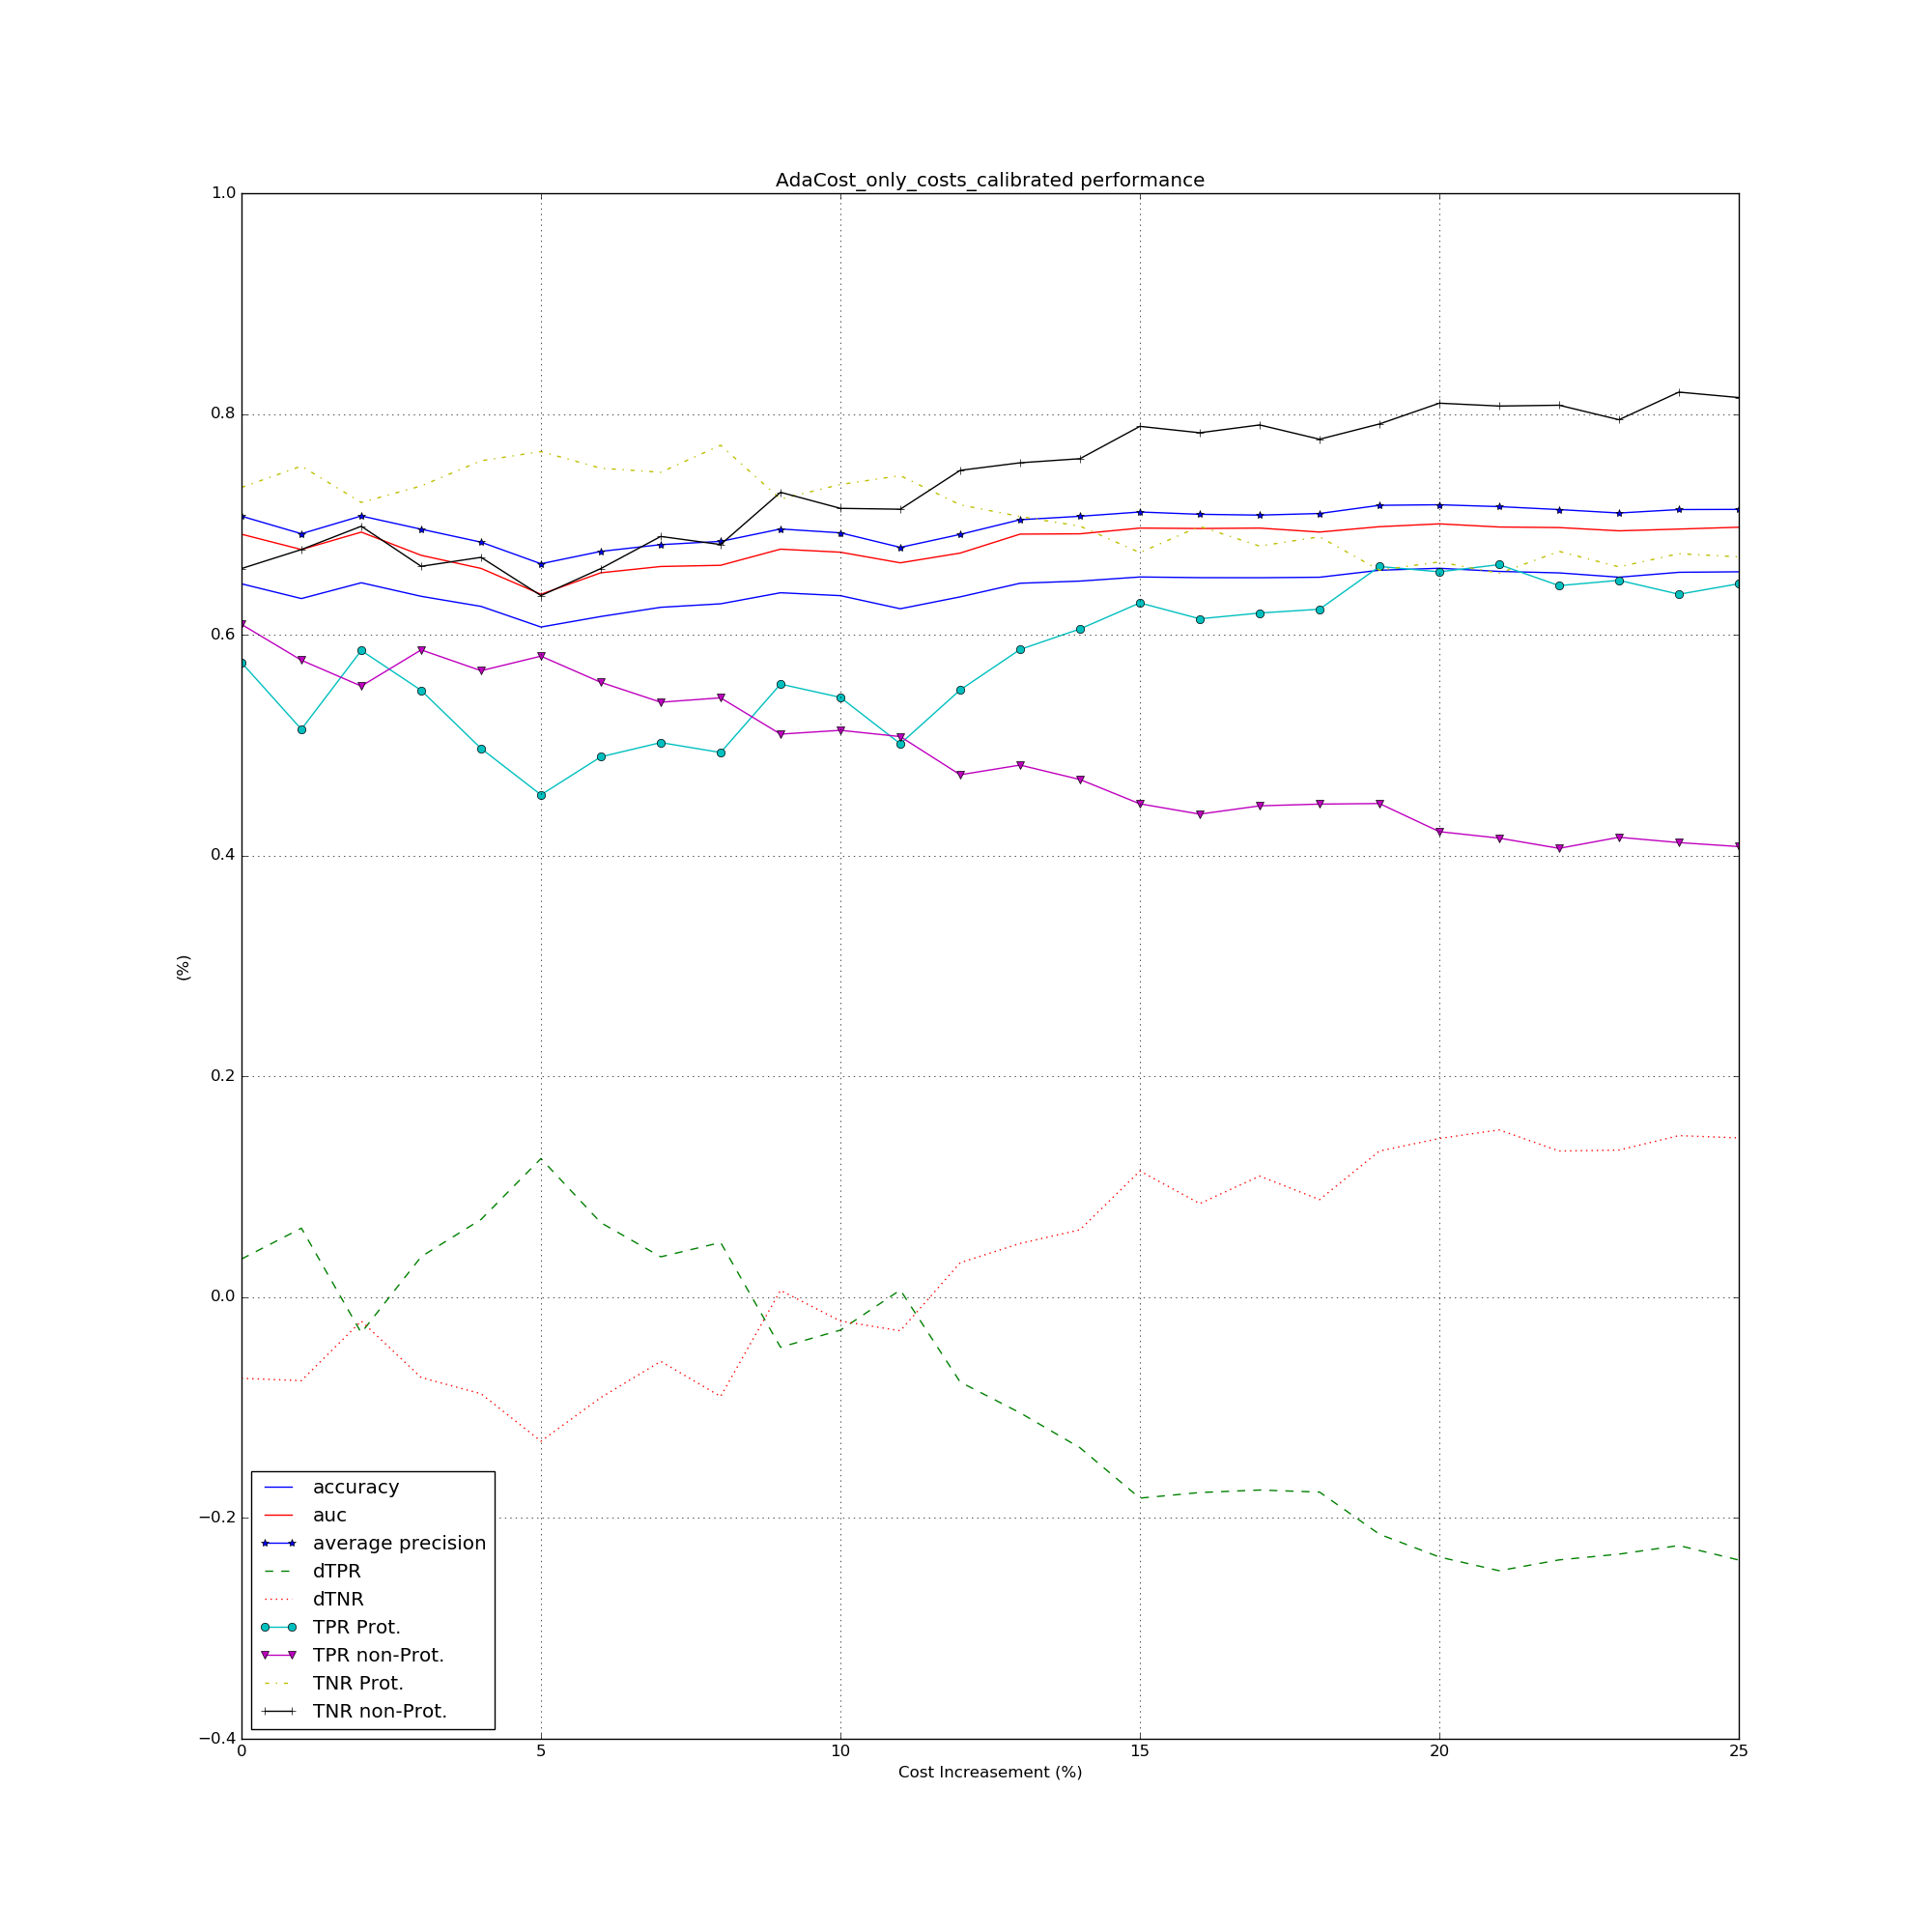 AdaCost_only_costs_calibrated performance
1.0
0.8
0.6
0.4
0.2
0.0
−0.2
−0.4
(%)
accuracy
auc
average precision
dTPR
dTNR
TPR Prot.
TPR non-Prot.
TNR Prot.
TNR non-Prot.
0 5 10 15 20 25
Cost Increasement (%)